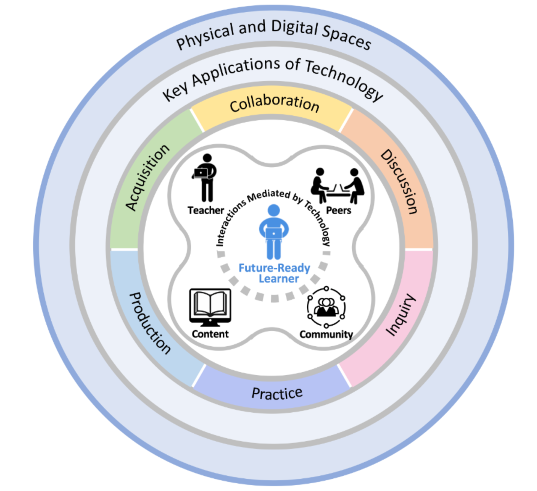 Physical and Digital Spaces
Key Applications of Technology
Collaboration
Acquisition
Discussion
Teacher
Peers
Interactions Mediated by Technology
Future-Ready
Learner
Content
Community
Production
Inquiry
Practice